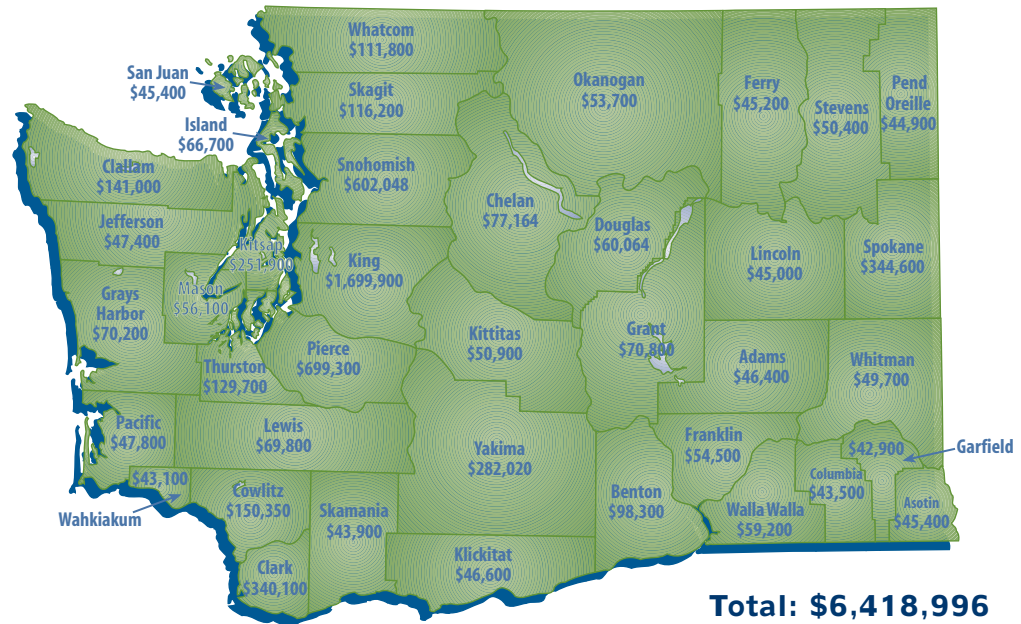 Whatcom
$111,800
San Juan
$45,400
Skagit
$116,200
Island
$66,700
Okanogan
$53,700
Ferry
$45,200
Stevens
$50,400
Pend
Oreille
$44,900
Clallam
$141,000
Snohomish
$602,048
Chelan
$77,164
Jefferson
$47,400
Kitsap
$251,900
King
$1,699,900
Douglas
$60,064
Lincoln
$45,000
Spokane
$344,600
Grays
Harbor
$70,200
Mason
$56,100
Thurston
$129,700
Pierce
$699,300
Kittitas
$50,900
Grant
$70,800
Adams
$46,400
Whitman
$49,700
Pacific
$47,800
Lewis
$69,800
Yakima
$282,020
Franklin
$54,500
$42,900
Garfield
$43,100
Wahkiakum
Cowlitz
$150,350
Skamania
$43,900
Benton
$98,300
Walla Walla
$59,200
Columbia
$43,500
Asotin
$45,400
Clark
$340,100
Klickitat
$46,600
Total: $6,418,996